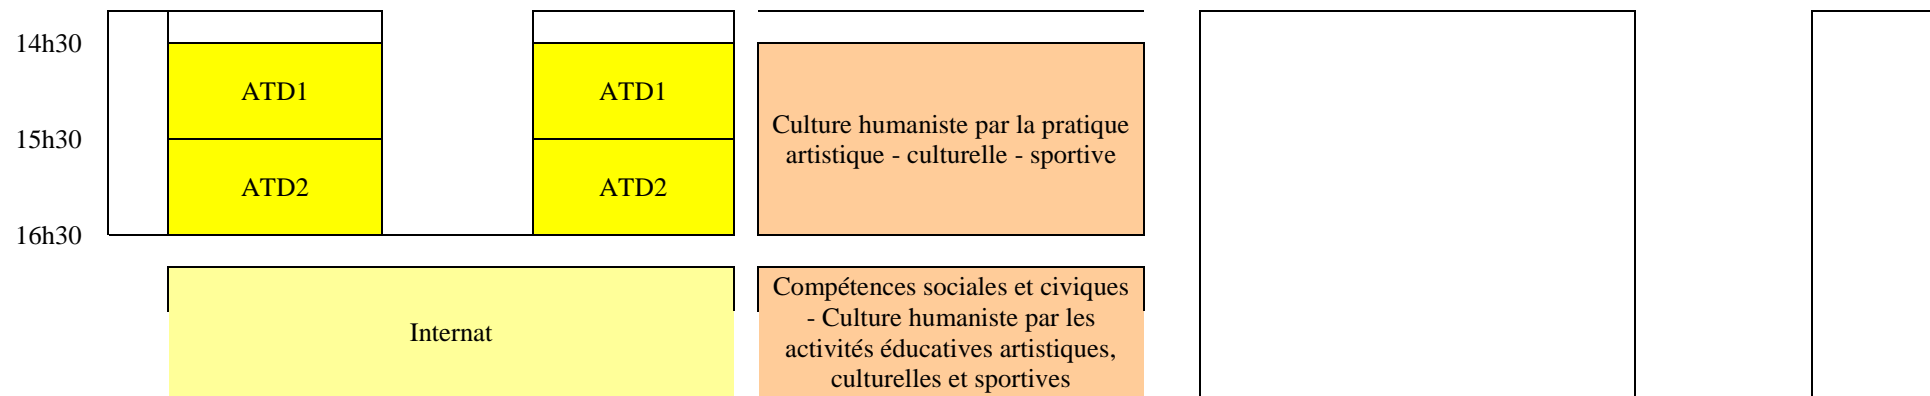 14h30
ATD1
ATD1
Culture humaniste par la pratique
artistique - culturelle - sportive
15h30
ATD2
ATD2
16h30
Internat
Compétences sociales et civiques
- Culture humaniste par les
activités éducatives artistiques,
culturelles et sportives